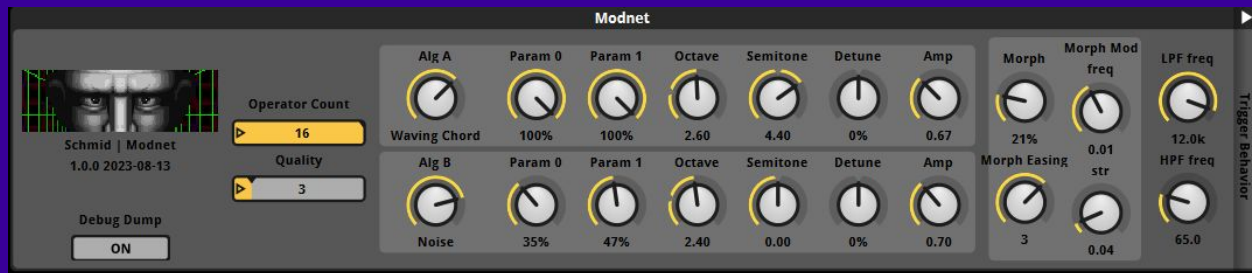 Modnet
Schmid | Modnet
1.0.0 2023-08-13
Debug Dump
ON
Operator Count
16
Quality
3
Alg A Param 0 Param 1 Octave Semitone Detune Amp
Waving Chord 100% 100% 2.60 4.40 0% 0.67
Alg B Param 0 Param 1 Octave Semitone Detune Amp
Noise 35% 47% 2.40 0.00 0% 0.70
Morph
21%
Morph Easing
3
Morph Mod
freq
0.01
str
0.04
LPF freq
12.0k
HPF freq
65.0
Trigger Behavior